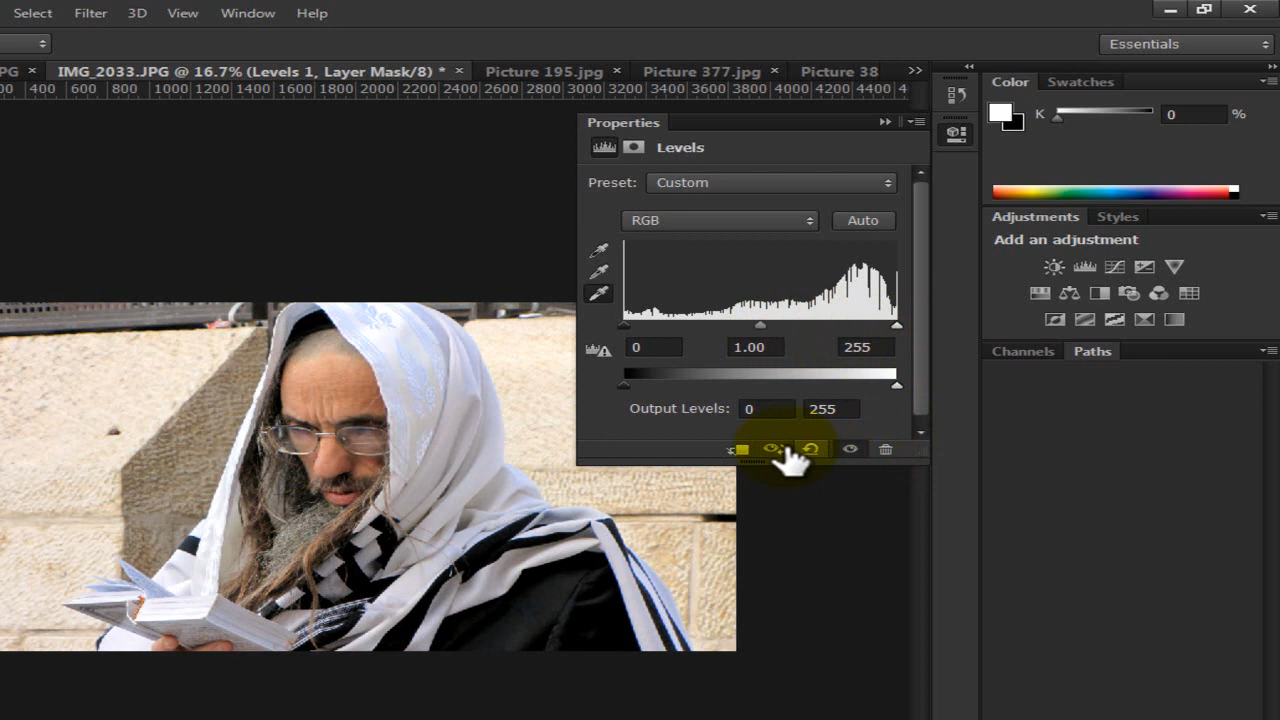 Select Filter 3D View Window Help
Essentials
PG × IMG_2033.JPG @ 16.7% (Levels 1, Layer Mask/8) * × Picture 195.jpg × Picture 377.jpg × Picture 38
00 400 600 800 1000 1200 1400 1600 1800 2000 2200 2400 2600 2800 3000 3200 3400 3600 3800 4000 4200 4400 4
Properties
Levels
Preset: Custom
RGB Auto
0 1.00 255
Output Levels: 0 255
Color Swatches
K 0 %
Adjustments Styles
Add an adjustment
Channels Paths